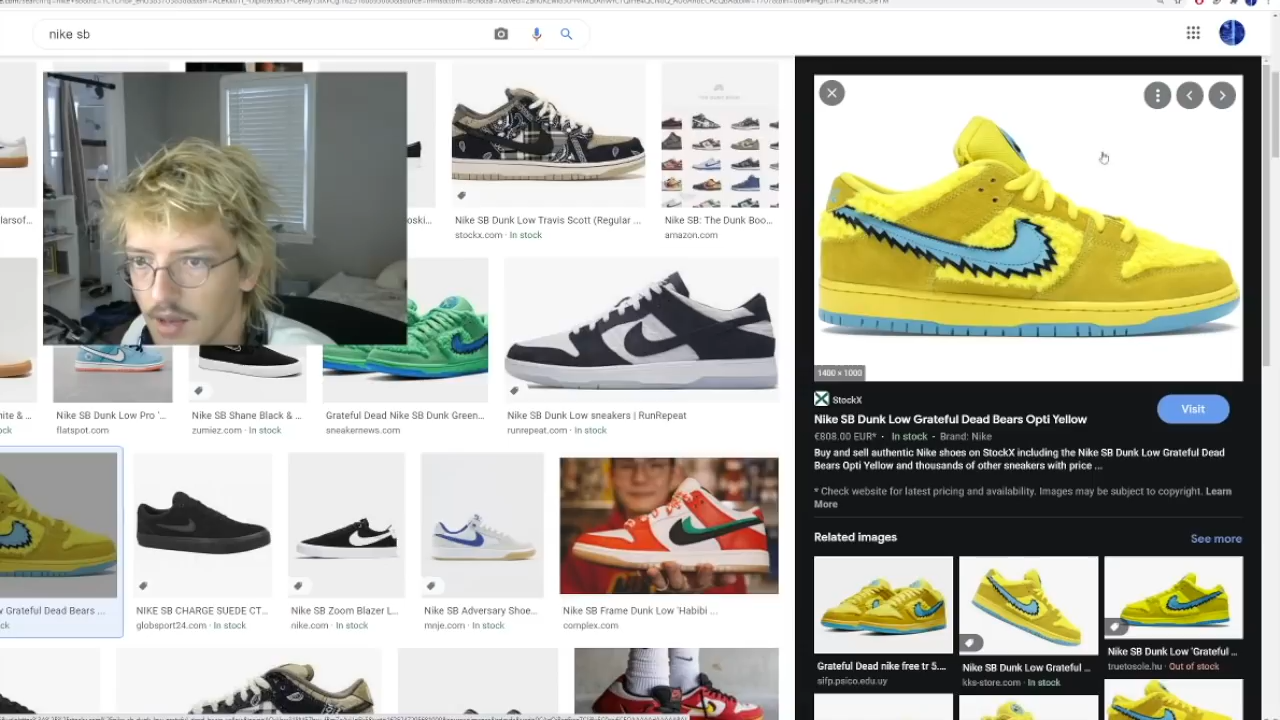 nike sb
larsof...
oski...
Nike SB Dunk Low Travis Scott (Regular ...
stockx.com · In stock
Nike SB: The Dunk Boo...
amazon.com
hite & ...
Nike SB Dunk Low Pro '...
flatspot.com
Nike SB Shane Black & ...
zumiez.com · In stock
Grateful Dead Nike SB Dunk Green...
sneakernews.com
Nike SB Dunk Low sneakers | RunRepeat
runrepeat.com · In stock
w Grateful Dead Bears ...
ck
NIKE SB CHARGE SUEDE CT...
globsport24.com · In stock
Nike SB Zoom Blazer L...
nike.com · In stock
Nike SB Adversary Shoe...
mnje.com · In stock
Nike SB Frame Dunk Low 'Habibi ...
complex.com
1400 × 1000
StockX
Nike SB Dunk Low Grateful Dead Bears Opti Yellow
Visit
€808.00 EUR* · In stock · Brand: Nike
Buy and sell authentic Nike shoes on StockX including the Nike SB Dunk Low Grateful Dead
Bears Opti Yellow and thousands of other sneakers with price ...
* Check website for latest pricing and availability. Images may be subject to copyright. Learn
More
Related images
See more
Grateful Dead nike free tr 5....
sifp.psico.edu.uy
Nike SB Dunk Low Grateful ...
kks-store.com · In stock
Nike SB Dunk Low 'Grateful ...
truetosole.hu · Out of stock